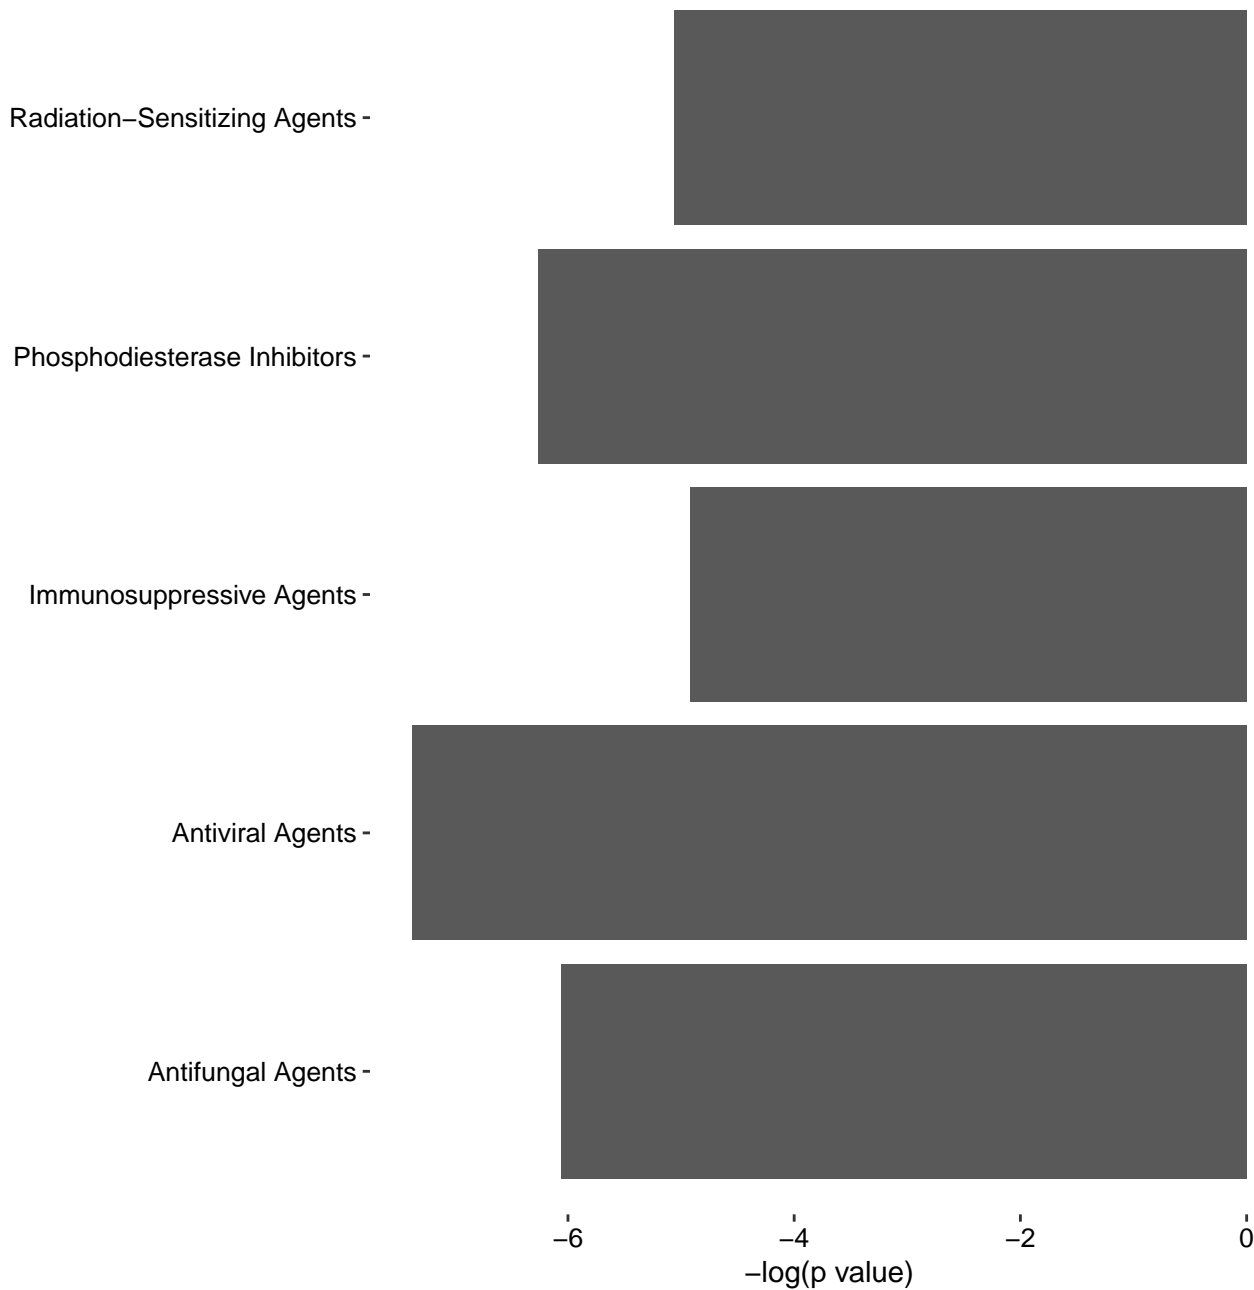 Radiation−Sensitizing Agents
Phosphodiesterase Inhibitors
Immunosuppressive Agents
Antiviral Agents
Antifungal Agents
−6 −4 −2 0
−log(p value)